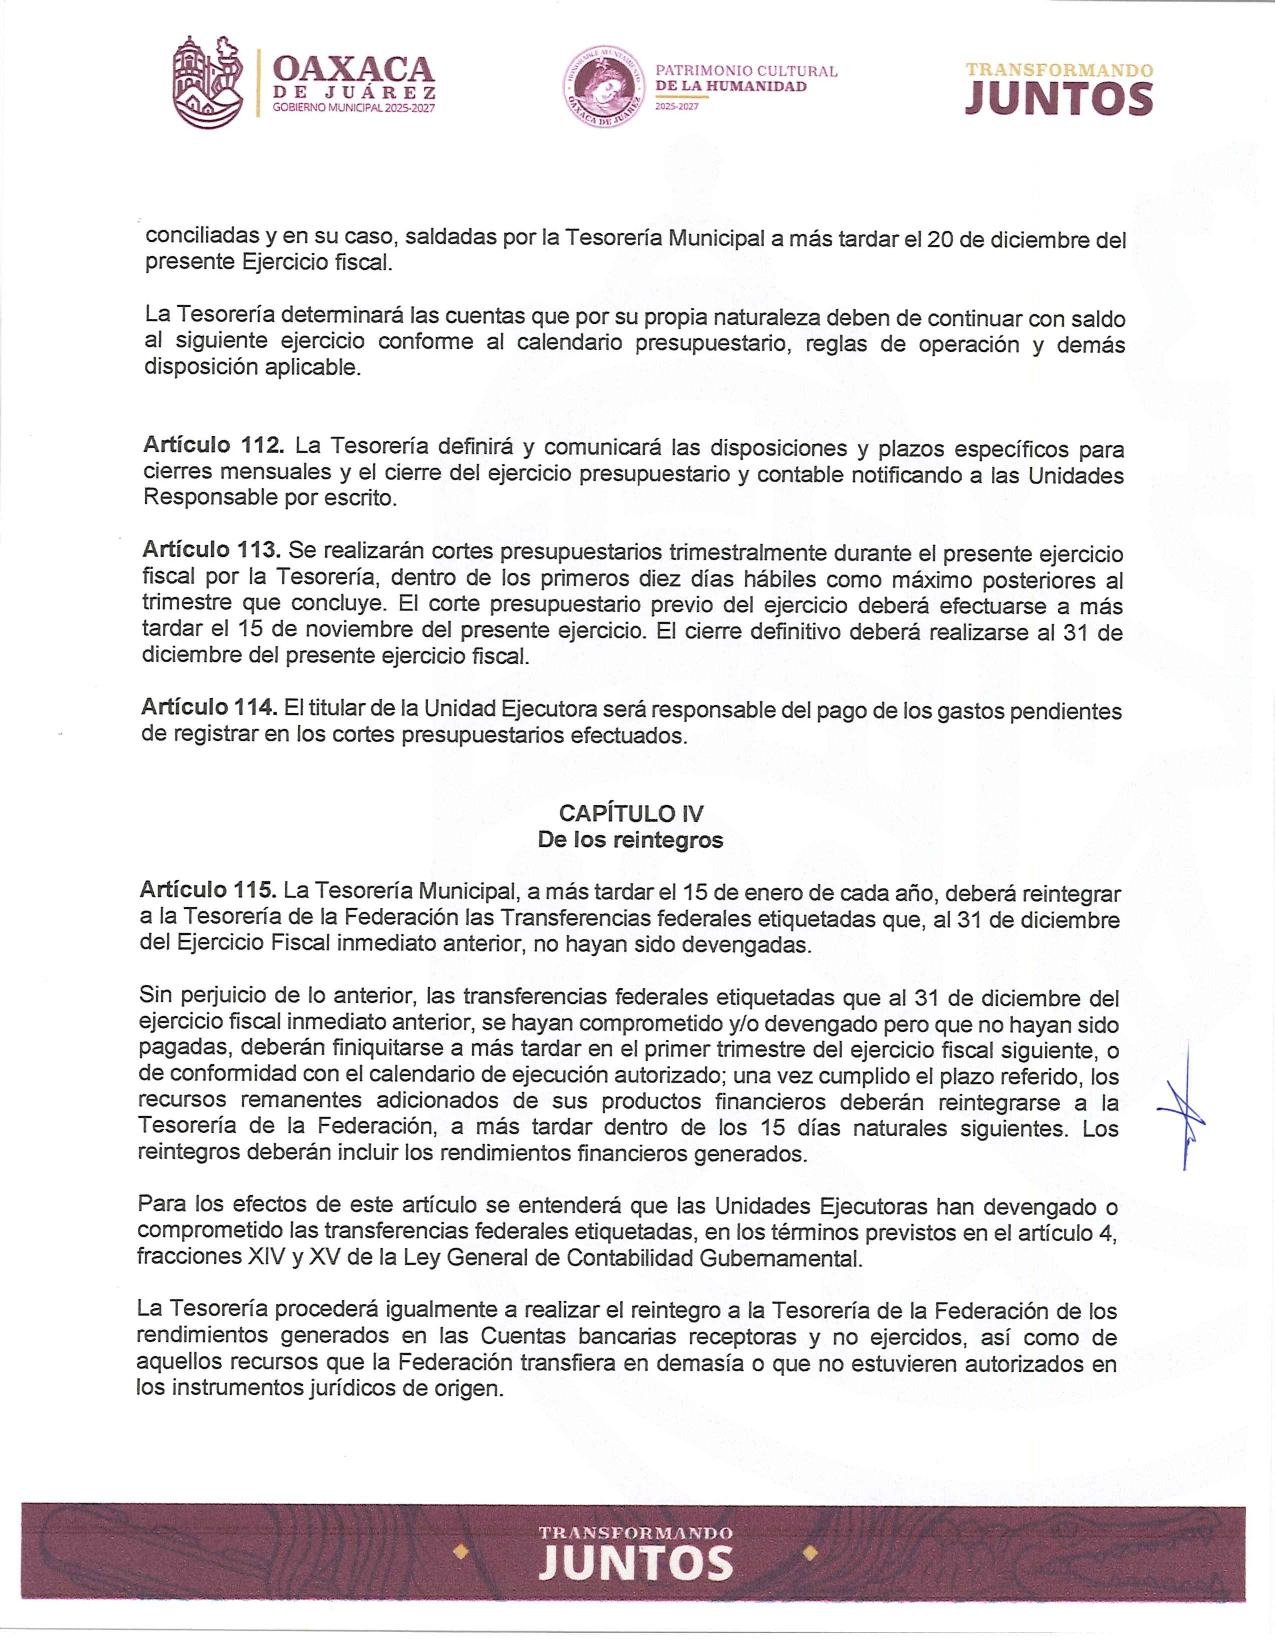 OAXACA
DE JUÁREZ
GOBIERNO MUNICIPAL 2025-2027
HONORABLE AYUNTAMIENTO
OAXACA DE JUÁREZ
PATRIMONIO CULTURAL
DE LA HUMANIDAD
2025-2027
TRANSFORMANDO
JUNTOS
conciliadas y en su caso, saldadas por la Tesorería Municipal a más tardar el 20 de diciembre del
presente Ejercicio fiscal.
La Tesorería determinará las cuentas que por su propia naturaleza deben de continuar con saldo
al siguiente ejercicio conforme al calendario presupuestario, reglas de operación y demás
disposición aplicable.
Artículo 112. La Tesorería definirá y comunicará las disposiciones y plazos específicos para
cierres mensuales y el cierre del ejercicio presupuestario y contable notificando a las Unidades
Responsable por escrito.
Artículo 113. Se realizarán cortes presupuestarios trimestralmente durante el presente ejercicio
fiscal por la Tesorería, dentro de los primeros diez días hábiles como máximo posteriores al
trimestre que concluye. El corte presupuestario previo del ejercicio deberá efectuarse a más
tardar el 15 de noviembre del presente ejercicio. El cierre definitivo deberá realizarse al 31 de
diciembre del presente ejercicio fiscal.
Artículo 114. El titular de la Unidad Ejecutora será responsable del pago de los gastos pendientes
de registrar en los cortes presupuestarios efectuados.
CAPÍTULO IV
De los reintegros
Artículo 115. La Tesorería Municipal, a más tardar el 15 de enero de cada año, deberá reintegrar
a la Tesorería de la Federación las Transferencias federales etiquetadas que, al 31 de diciembre
del Ejercicio Fiscal inmediato anterior, no hayan sido devengadas.
Sin perjuicio de lo anterior, las transferencias federales etiquetadas que al 31 de diciembre del
ejercicio fiscal inmediato anterior, se hayan comprometido y/o devengado pero que no hayan sido
pagadas, deberán finiquitarse a más tardar en el primer trimestre del ejercicio fiscal siguiente, o
de conformidad con el calendario de ejecución autorizado; una vez cumplido el plazo referido, los
recursos remanentes adicionados de sus productos financieros deberán reintegrarse a la
Tesorería de la Federación, a más tardar dentro de los 15 días naturales siguientes. Los
reintegros deberán incluir los rendimientos financieros generados.
Para los efectos de este artículo se entenderá que las Unidades Ejecutoras han devengado o
comprometido las transferencias federales etiquetadas, en los términos previstos en el artículo 4,
fracciones XIV y XV de la Ley General de Contabilidad Gubernamental.
La Tesorería procederá igualmente a realizar el reintegro a la Tesorería de la Federación de los
rendimientos generados en las Cuentas bancarias receptoras y no ejercidos, así como de
aquellos recursos que la Federación transfiera en demasía o que no estuvieren autorizados en
los instrumentos jurídicos de origen.
TRANSFORMANDO
JUNTOS